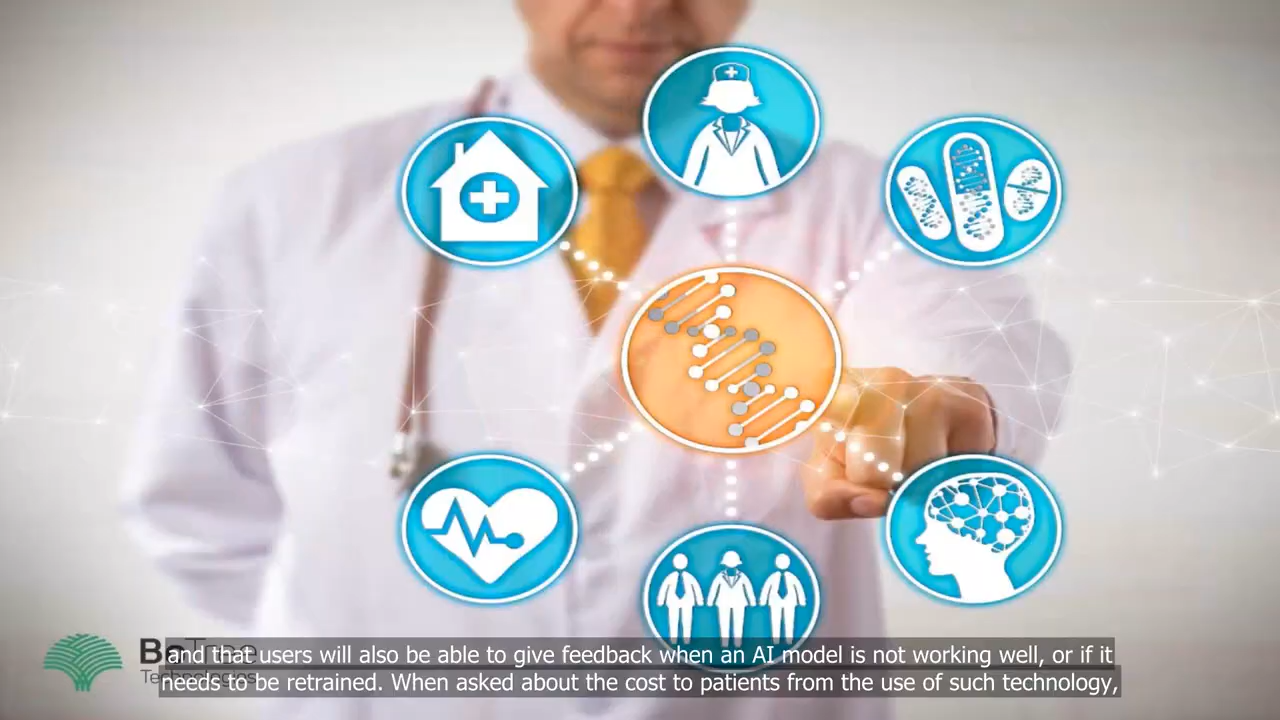 and that users will also be able to give feedback when an AI model is not working well, or if it
needs to be retrained. When asked about the cost to patients from the use of such technology,
Technologies